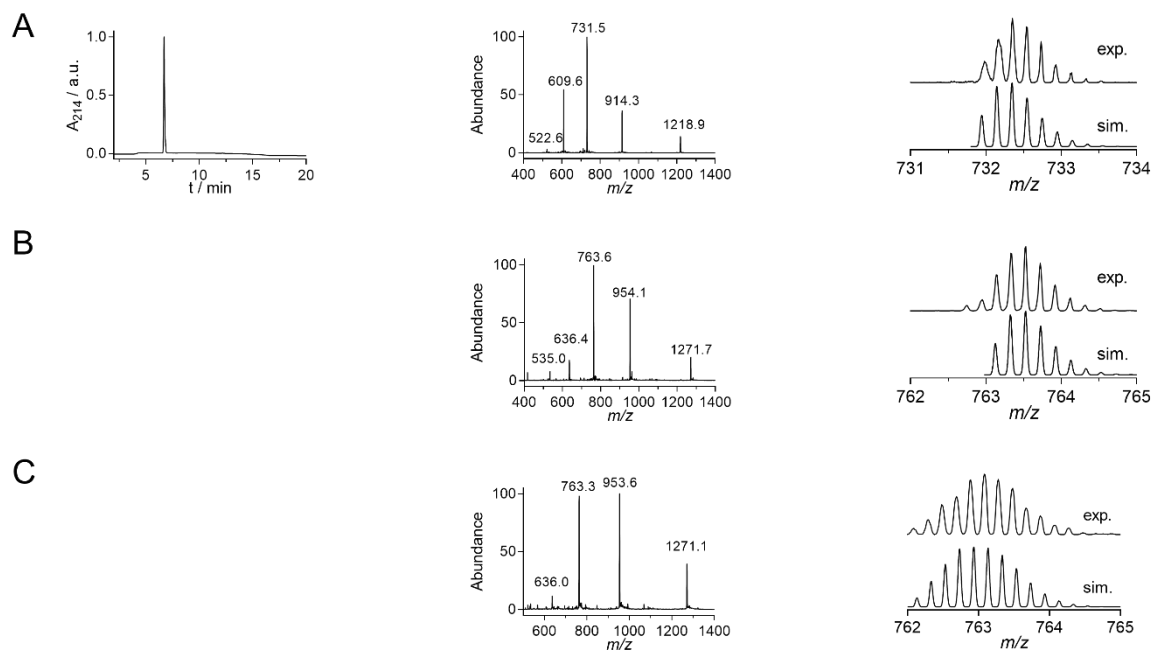 A
A214 / a.u.
1.0
0.5
0.0
5 10 15 20
t / min
Abundance
100
50
0
731.5
609.6
914.3
522.6
1218.9
400 600 800 1000 1200 1400
m/z
exp.
sim.
731 732 733 734
m/z
B
Abundance
100
50
0
763.6
954.1
636.4
535.0
1271.7
400 600 800 1000 1200 1400
m/z
exp.
sim.
762 763 764 765
m/z
C
Abundance
100
50
0
763.3 953.6
1271.1
636.0
600 800 1000 1200 1400
m/z
exp.
sim.
762 763 764 765
m/z